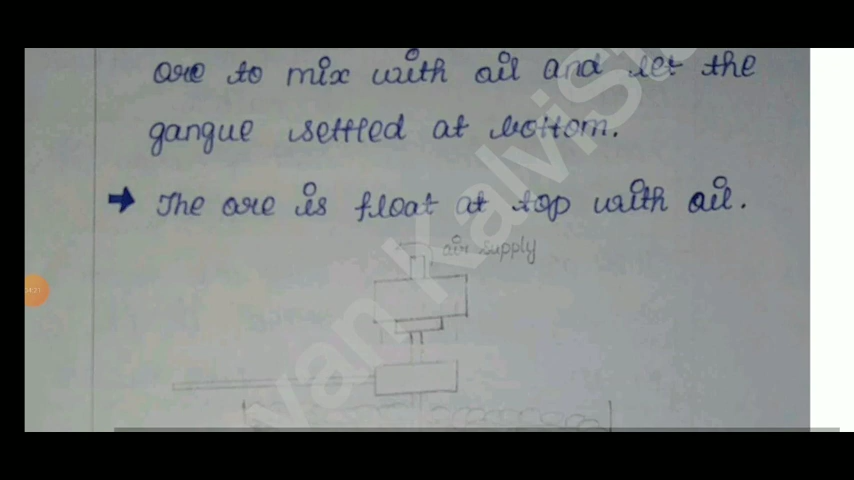 ore to mix with oil and let the
gangue settled at bottom.
➔ The ore is float at top with oil.
air supply